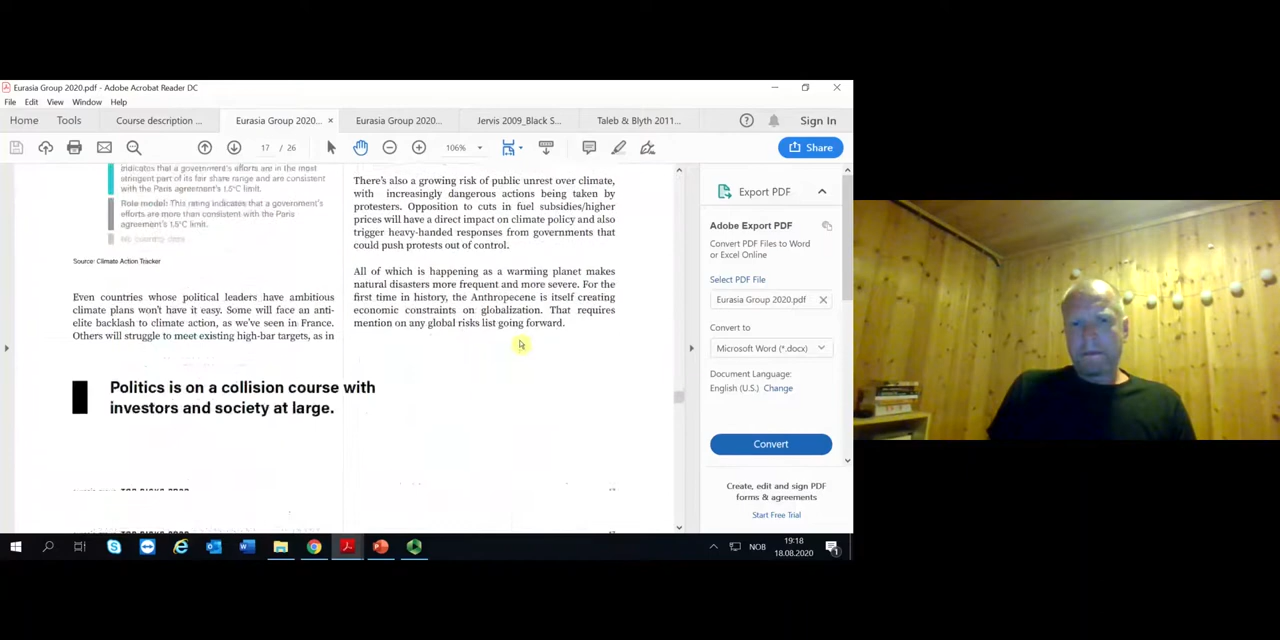 Eurasia Group 2020.pdf - Adobe Acrobat Reader DC
File Edit View Window Help
Home Tools Course description ... Eurasia Group 2020... × Eurasia Group 2020... Jervis 2009_Black S... Taleb & Blyth 2011... Sign In
17 / 26 106% Share
indicates that a government's efforts are in the most
stringent part of its fair share range and are consistent
with the Paris agreement's 1.5°C limit.
Role model: This rating indicates that a government's
efforts are more than consistent with the Paris
agreement's 1.5°C limit.
Source: Climate Action Tracker
Even countries whose political leaders have ambitious
climate plans won't have it easy. Some will face an anti-
elite backlash to climate action, as we've seen in France.
Others will struggle to meet existing high-bar targets, as in
Politics is on a collision course with
investors and society at large.
There's also a growing risk of public unrest over climate,
with increasingly dangerous actions being taken by
protesters. Opposition to cuts in fuel subsidies/higher
prices will have a direct impact on climate policy and also
trigger heavy-handed responses from governments that
could push protests out of control.
All of which is happening as a warming planet makes
natural disasters more frequent and more severe. For the
first time in history, the Anthropocene is itself creating
economic constraints on globalization. That requires
mention on any global risks list going forward.
Export PDF
Adobe Export PDF
Convert PDF Files to Word
or Excel Online
Select PDF File
Eurasia Group 2020.pdf ×
Convert to
Microsoft Word (*.docx)
Document Language:
English (U.S.) Change
Convert
Create, edit and sign PDF
forms & agreements
Start Free Trial
NOB
19:18
18.08.2020